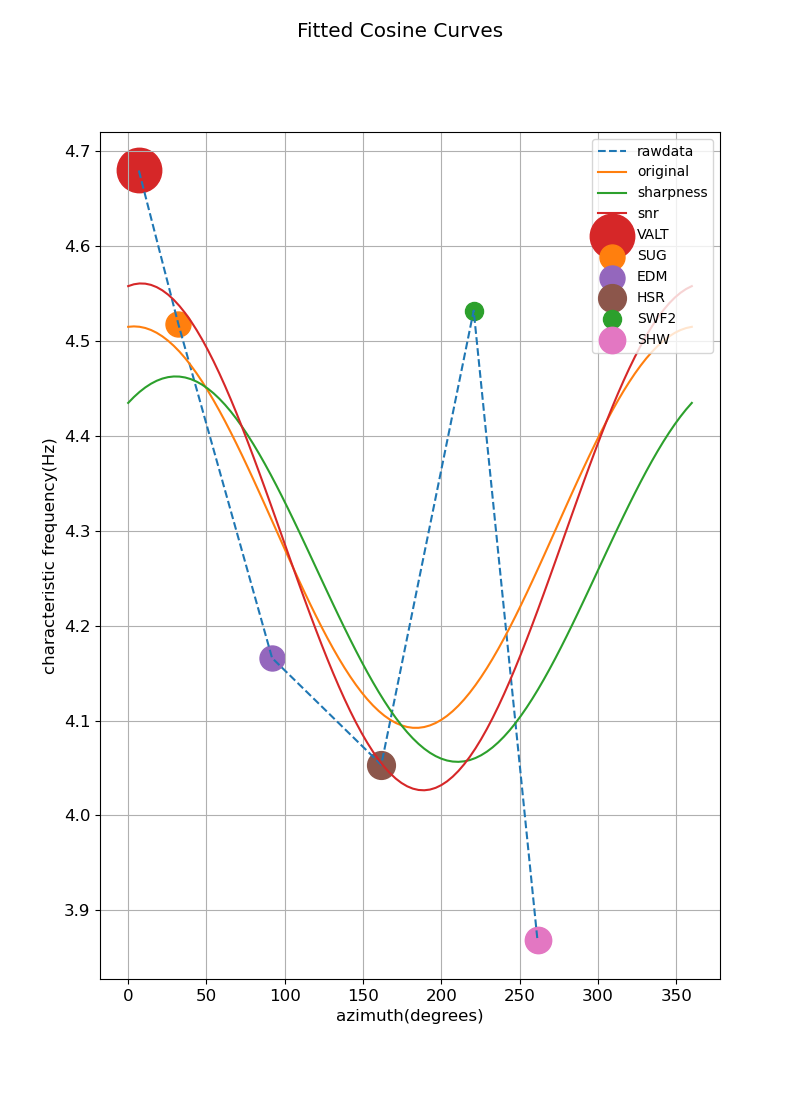 Fitted Cosine Curves
4.7
4.6
4.5
4.4
4.3
4.2
4.1
4.0
3.9
characteristic frequency(Hz)
rawdata
original
sharpness
snr
VALT
SUG
EDM
HSR
SWF2
SHW
0 50 100 150 200 250 300 350
azimuth(degrees)